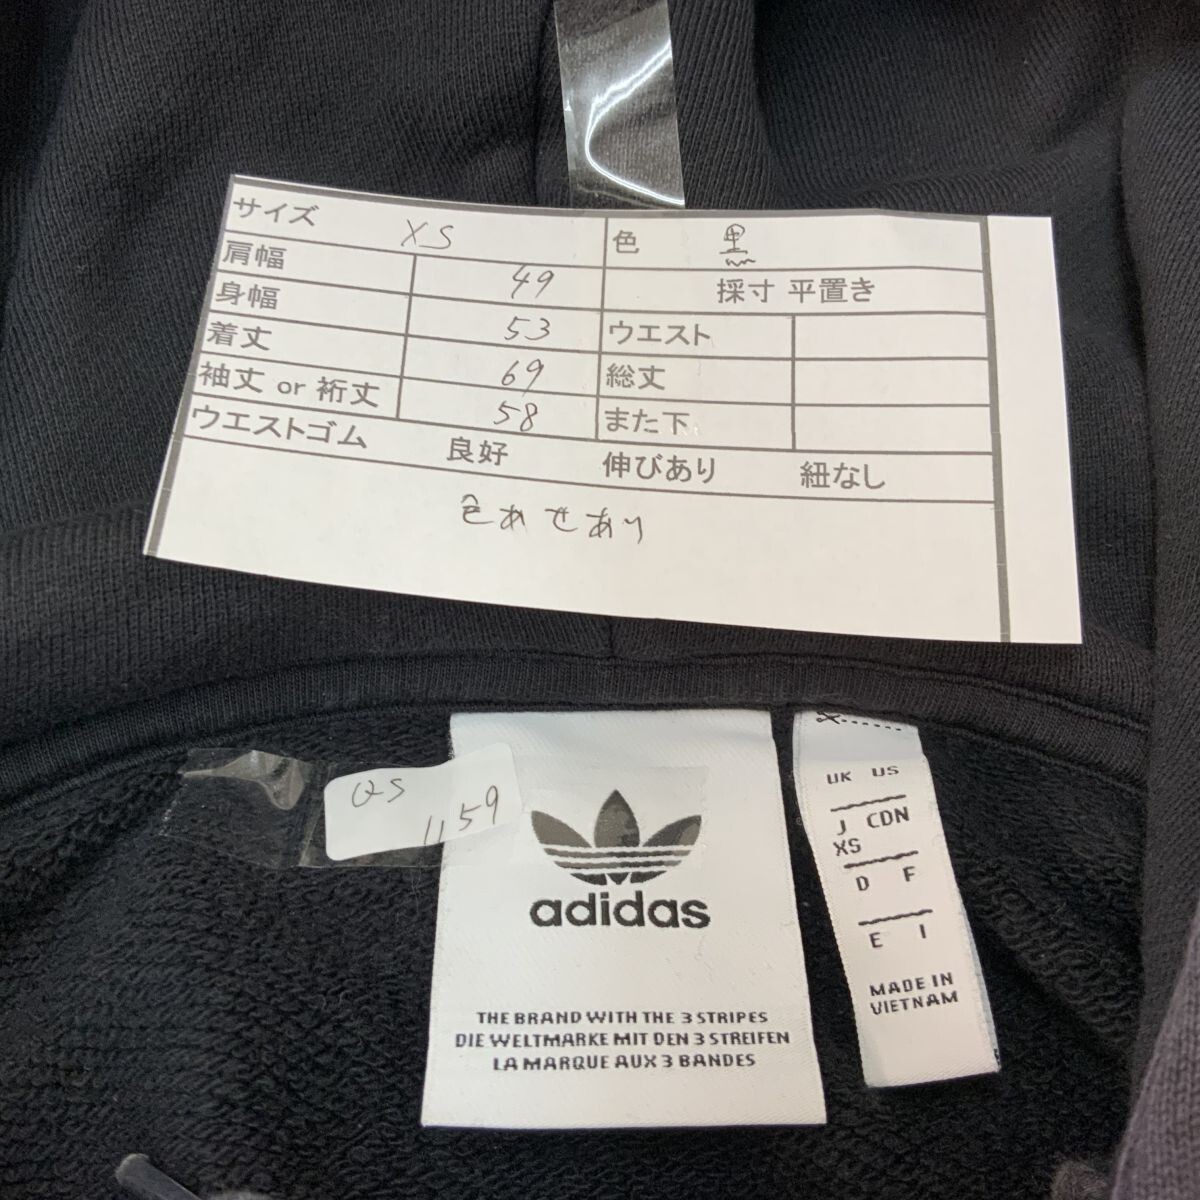 サイズ XS 色 黒
肩幅 49 採寸 平置き
身幅 53 ウエスト
着丈 69 総丈
袖丈 or 裄丈 58 また下
ウエストゴム 良好 伸びあり 紐なし
色あせあり
QS
1159
adidas
THE BRAND WITH THE 3 STRIPES
DIE WELTMARKE MIT DEN 3 STREIFEN
LA MARQUE AUX 3 BANDES
UK US
J CDN
XS
D F
E I
MADE IN
VIETNAM